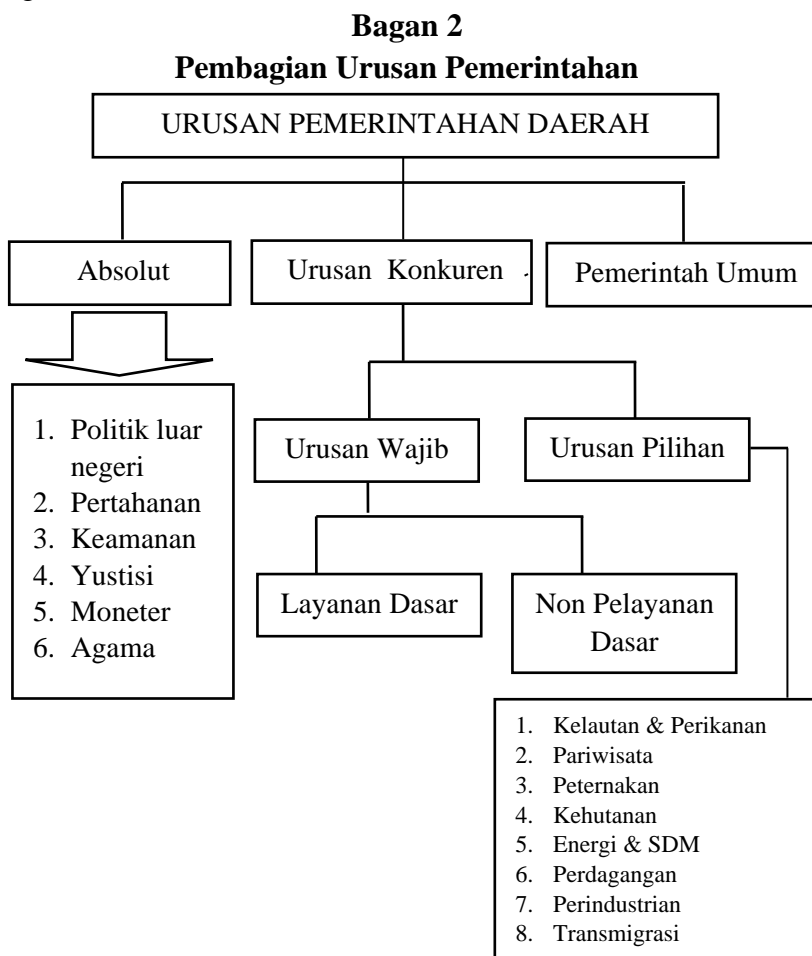 Bagan 2
Pembagian Urusan Pemerintahan
URUSAN PEMERINTAHAN DAERAH
Absolut
Urusan Konkuren
Pemerintah Umum
1. Politik luar
negeri
2. Pertahanan
3. Keamanan
4. Yustisi
5. Moneter
6. Agama
Urusan Wajib
Urusan Pilihan
Layanan Dasar
Non Pelayanan
Dasar
1. Kelautan & Perikanan
2. Pariwisata
3. Peternakan
4. Kehutanan
5. Energi & SDM
6. Perdagangan
7. Perindustrian
8. Transmigrasi